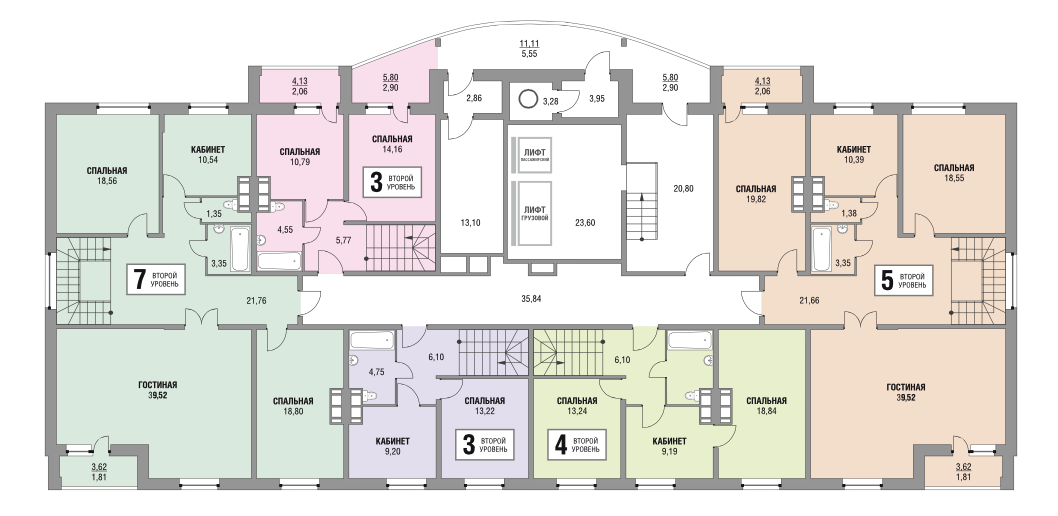 11,11
5,55
4,13
2,06
5,80
2,90
2,86
3,28
3,95
5,80
2,90
4,13
2,06
СПАЛЬНАЯ
18,56
КАБИНЕТ
10,54
СПАЛЬНАЯ
10,79
СПАЛЬНАЯ
14,16
3 ВТОРОЙ
УРОВЕНЬ
ЛИФТ
ПАССАЖИРСКИЙ
ЛИФТ
ГРУЗОВОЙ
13,10
23,60
20,80
СПАЛЬНАЯ
19,82
КАБИНЕТ
10,39
СПАЛЬНАЯ
18,55
1,35
3,35
4,55
5,77
1,38
3,35
7 ВТОРОЙ
УРОВЕНЬ
21,76
35,84
21,66
5 ВТОРОЙ
УРОВЕНЬ
ГОСТИНАЯ
39,52
СПАЛЬНАЯ
18,80
4,75
6,10
СПАЛЬНАЯ
13,22
КАБИНЕТ
9,20
3 ВТОРОЙ
УРОВЕНЬ
6,10
СПАЛЬНАЯ
13,24
4 ВТОРОЙ
УРОВЕНЬ
КАБИНЕТ
9,19
СПАЛЬНАЯ
18,84
ГОСТИНАЯ
39,52
3,62
1,81
3,62
1,81